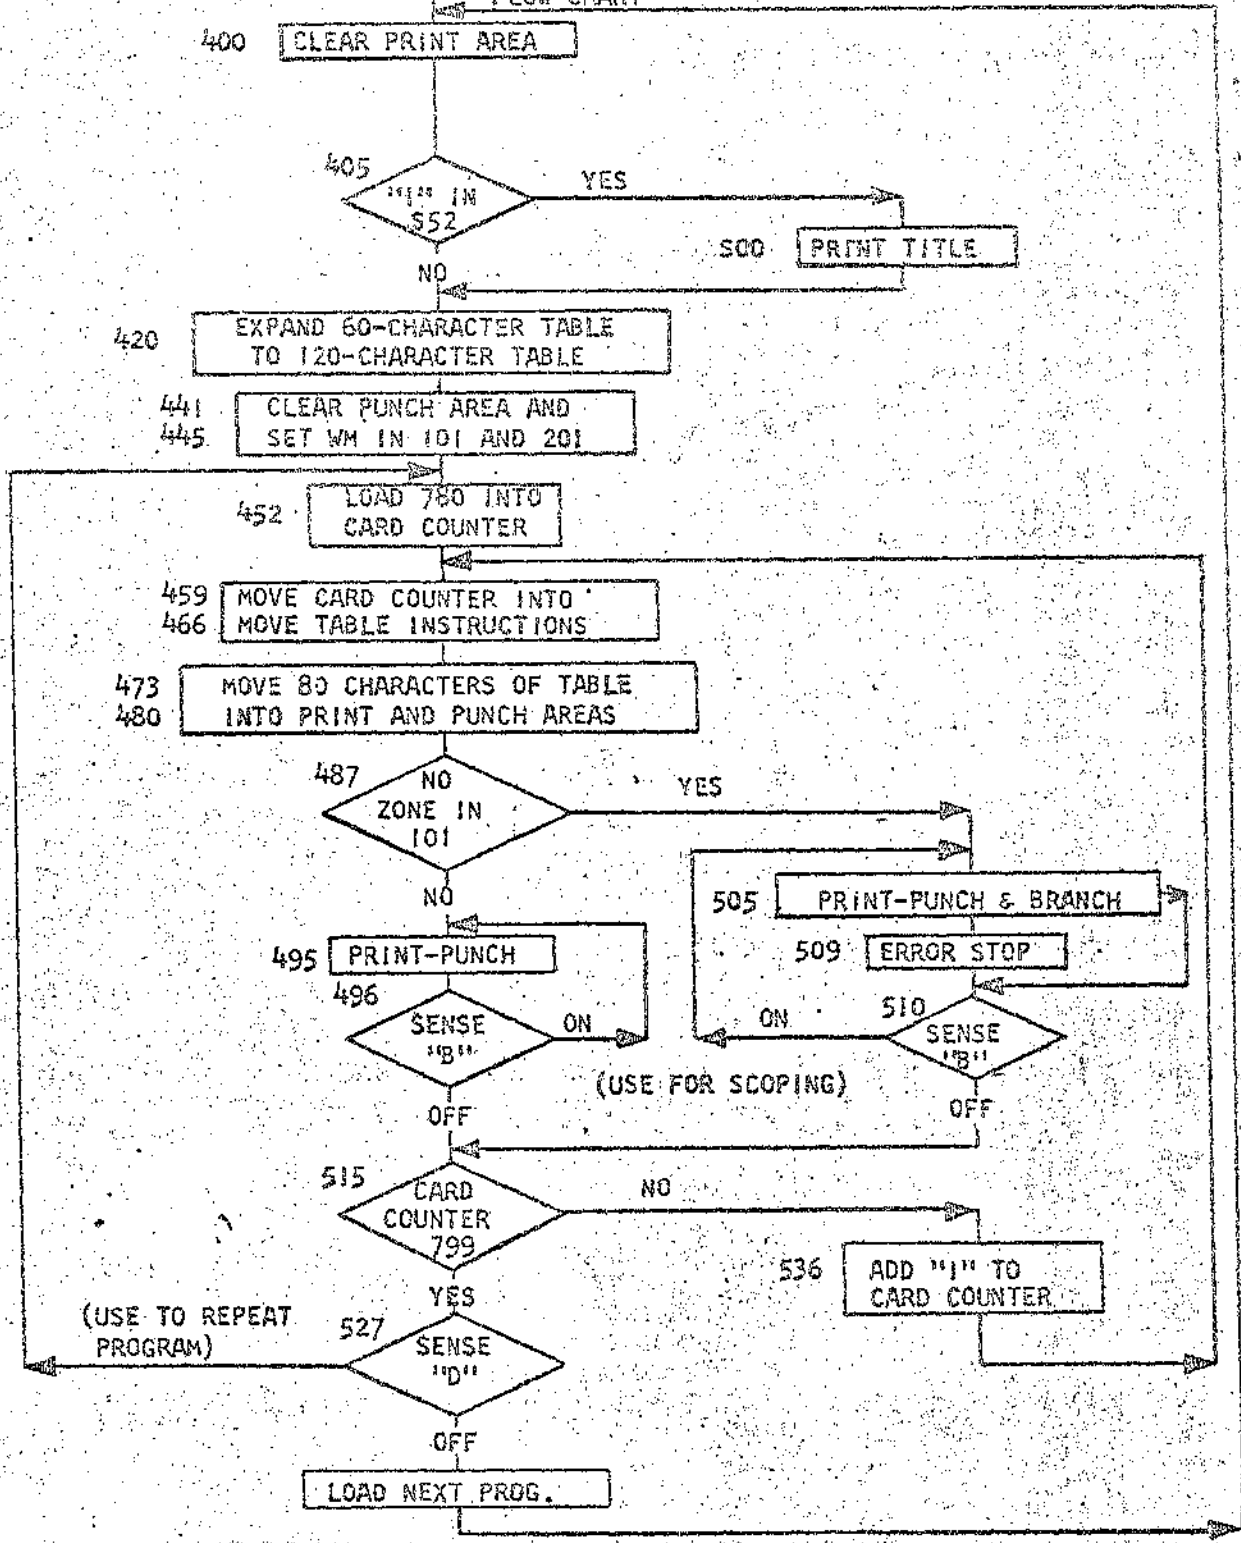 FLOW CHART
400 CLEAR PRINT AREA
405
"1" IN
$52
YES
NO
500 PRINT TITLE
420
EXPAND 60-CHARACTER TABLE
TO 120-CHARACTER TABLE
441 CLEAR PUNCH AREA AND
445 SET WM IN 101 AND 201
452
LOAD 780 INTO
CARD COUNTER
459 MOVE CARD COUNTER INTO
466 MOVE TABLE INSTRUCTIONS
473 MOVE 80 CHARACTERS OF TABLE
480 INTO PRINT AND PUNCH AREAS
487
NO
ZONE IN
101
YES
NO
505 PRINT-PUNCH & BRANCH
509 ERROR STOP
495 PRINT-PUNCH
496
SENSE
"B"
ON
OFF
510
SENSE
"B"
ON
OFF
(USE FOR SCOPING)
515
CARD
COUNTER
799
NO
YES
536
ADD "1" TO
CARD COUNTER
(USE TO REPEAT
PROGRAM)
527
SENSE
"D"
OFF
LOAD NEXT PROG.